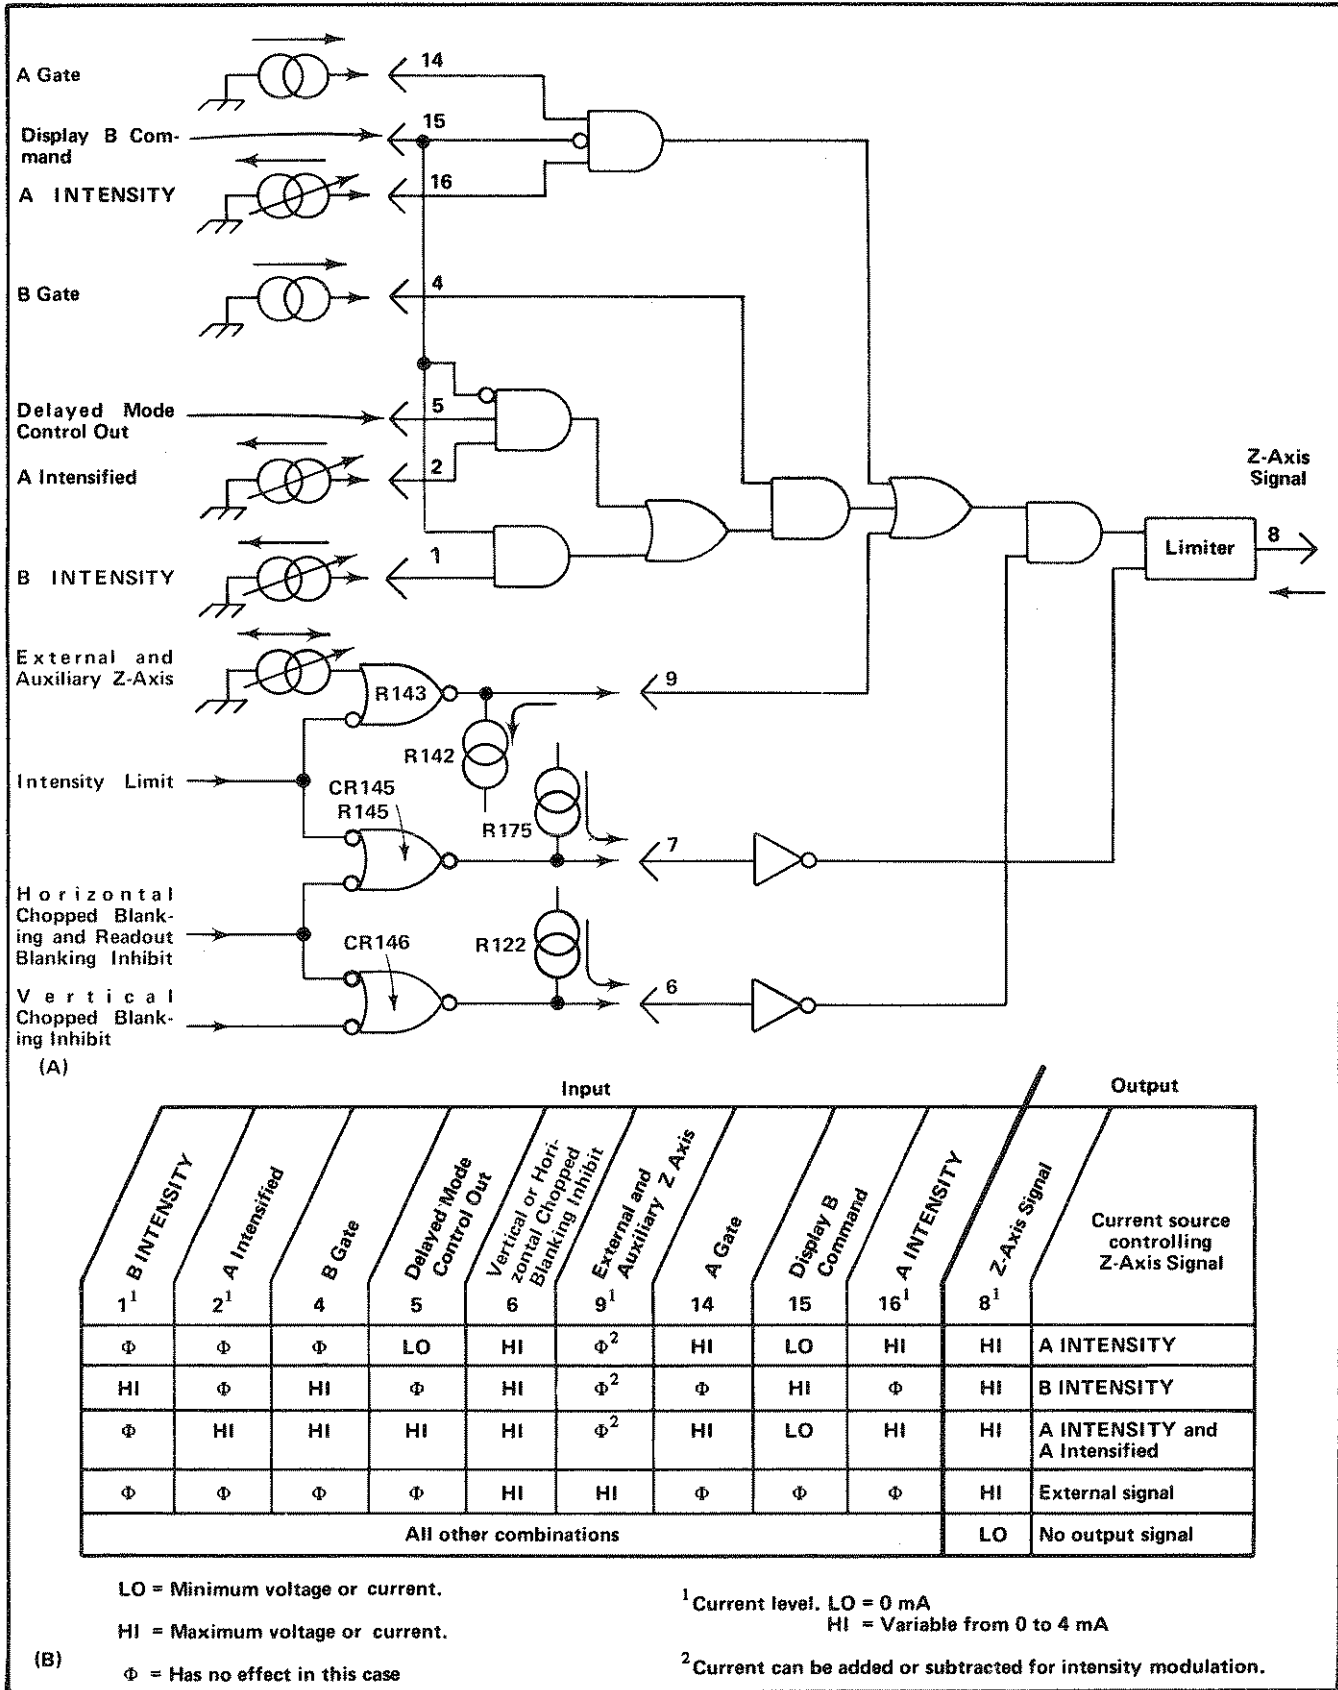 A Gate
14
Display B Com-
mand
15
A INTENSITY
16
B Gate
4
Delayed Mode
Control Out
5
A Intensified
2
B INTENSITY
1
Z-Axis
Signal
Limiter
8
External and
Auxiliary Z-Axis
R143
9
R142
Intensity Limit
CR145
R145
R175
7
Horizontal
Chopped Blank-
ing and Readout
Blanking Inhibit
CR146
R122
6
Vertical
Chopped Blank-
ing Inhibit
(A)
Input
Output
B INTENSITY
A Intensified
B Gate
Delayed Mode
Control Out
Vertical or Hori-
zontal Chopped
Blanking Inhibit
External and
Auxiliary Z Axis
A Gate
Display B
Command
A INTENSITY
Z-Axis Signal
Current source
controlling
Z-Axis Signal
1¹ 2¹ 4 5 6 9¹ 14 15 16¹ 8¹
Φ Φ Φ LO HI Φ² HI LO HI HI A INTENSITY
HI Φ HI Φ HI Φ² Φ HI Φ HI B INTENSITY
Φ HI HI HI HI Φ² HI LO HI HI A INTENSITY and
A Intensified
Φ Φ Φ Φ HI HI Φ Φ Φ HI External signal
All other combinations LO No output signal
LO = Minimum voltage or current.
HI = Maximum voltage or current.
Φ = Has no effect in this case
¹Current level. LO = 0 mA
HI = Variable from 0 to 4 mA
²Current can be added or subtracted for intensity modulation.
(B)